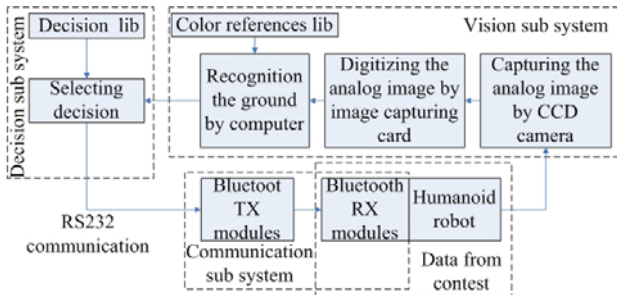 Decision lib
Selecting
decision
Decision sub system
Color references lib
Vision sub system
Recognition
the ground
by computer
Digitizing the
analog image by
image capturing
card
Capturing the
analog image
by CCD
camera
RS232
communication
Bluetoot
TX
modules
Communication
sub system
Bluetooth
RX modules
Humanoid
robot
Data from
contest